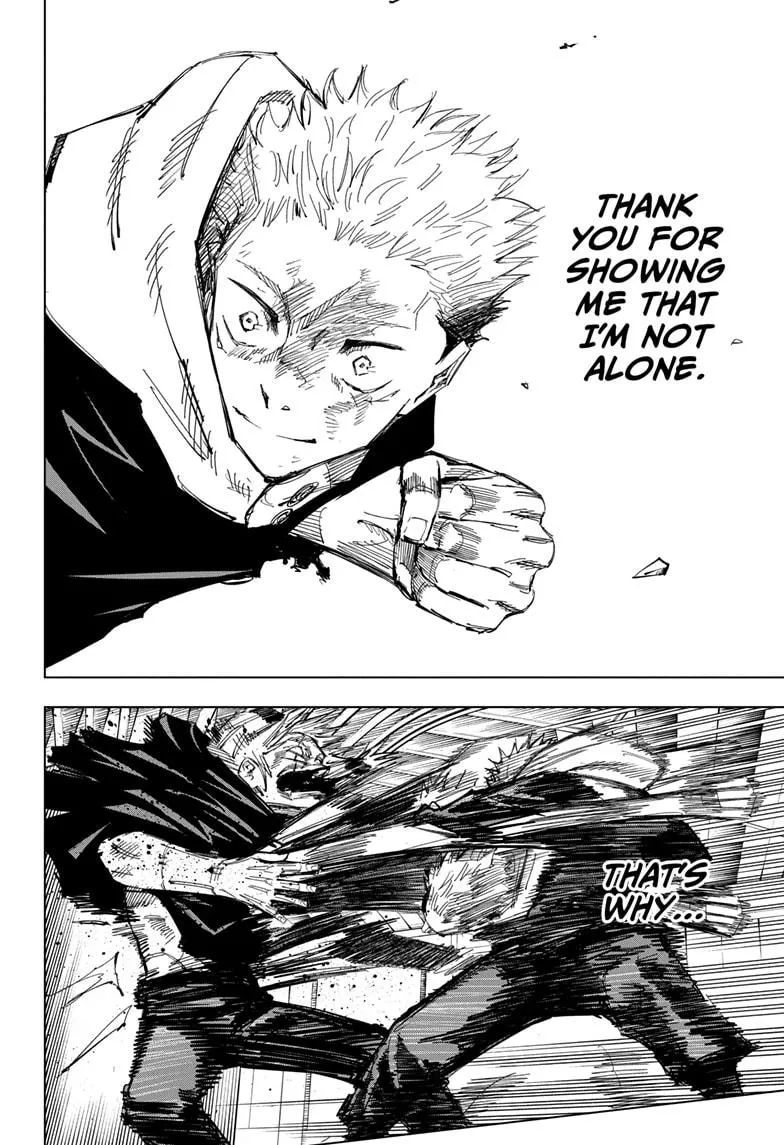 THANK
YOU FOR
SHOWING
ME THAT
I'M NOT
ALONE.
THAT'S
WHY...